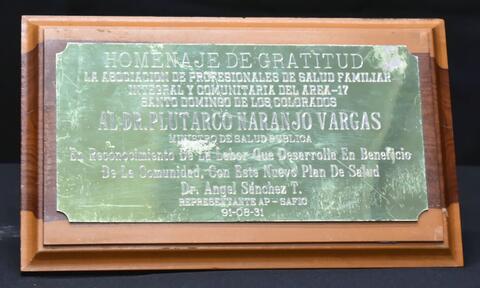 HOMENAJE DE GRATITUD
LA ASOCIACION DE PROFESIONALES DE SALUD FAMILIAR
INTEGRAL Y COMUNITARIA DEL AREA-17
SANTO DOMINGO DE LOS COLORADOS
AL DR. PLUTARCO NARANJO VARGAS
MINISTRO DE SALUD PUBLICA
En Reconocimiento De La Labor Que Desarrolla En Beneficio
De La Comunidad, Con Este Nuevo Plan De Salud
Dr. Angel Sánchez T.
REPRESENTANTE AP - SAFIC
91-08-31